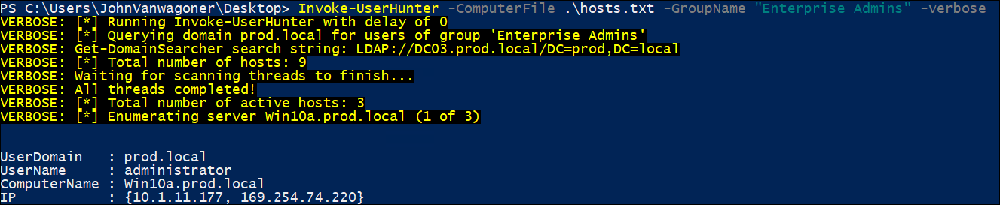 PS C:\Users\JohnVanwagoner\Desktop> Invoke-UserHunter -ComputerFile .\hosts.txt -GroupName "Enterprise Admins" -verbose
VERBOSE: [*] Running Invoke-UserHunter with delay of 0
VERBOSE: [*] Querying domain prod.local for users of group 'Enterprise Admins'
VERBOSE: Get-DomainSearcher search string: LDAP://DC03.prod.local/DC=prod,DC=local
VERBOSE: [*] Total number of hosts: 9
VERBOSE: Waiting for scanning threads to finish...
VERBOSE: All threads completed!
VERBOSE: [*] Total number of active hosts: 3
VERBOSE: [*] Enumerating server Win10a.prod.local (1 of 3)
UserDomain   : prod.local
UserName     : administrator
ComputerName : Win10a.prod.local
IP           : {10.1.11.177, 169.254.74.220}